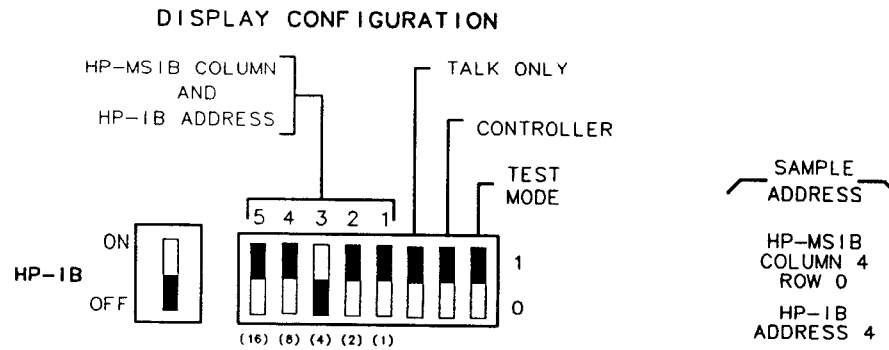 DISPLAY CONFIGURATION
HP-MSIB COLUMN
AND
HP-IB ADDRESS
TALK ONLY
CONTROLLER
TEST
MODE
5 4 3 2 1
ON
HP-IB
OFF
1
0
(16) (8) (4) (2) (1)
SAMPLE
ADDRESS
HP-MSIB
COLUMN 4
ROW 0
HP-IB
ADDRESS 4